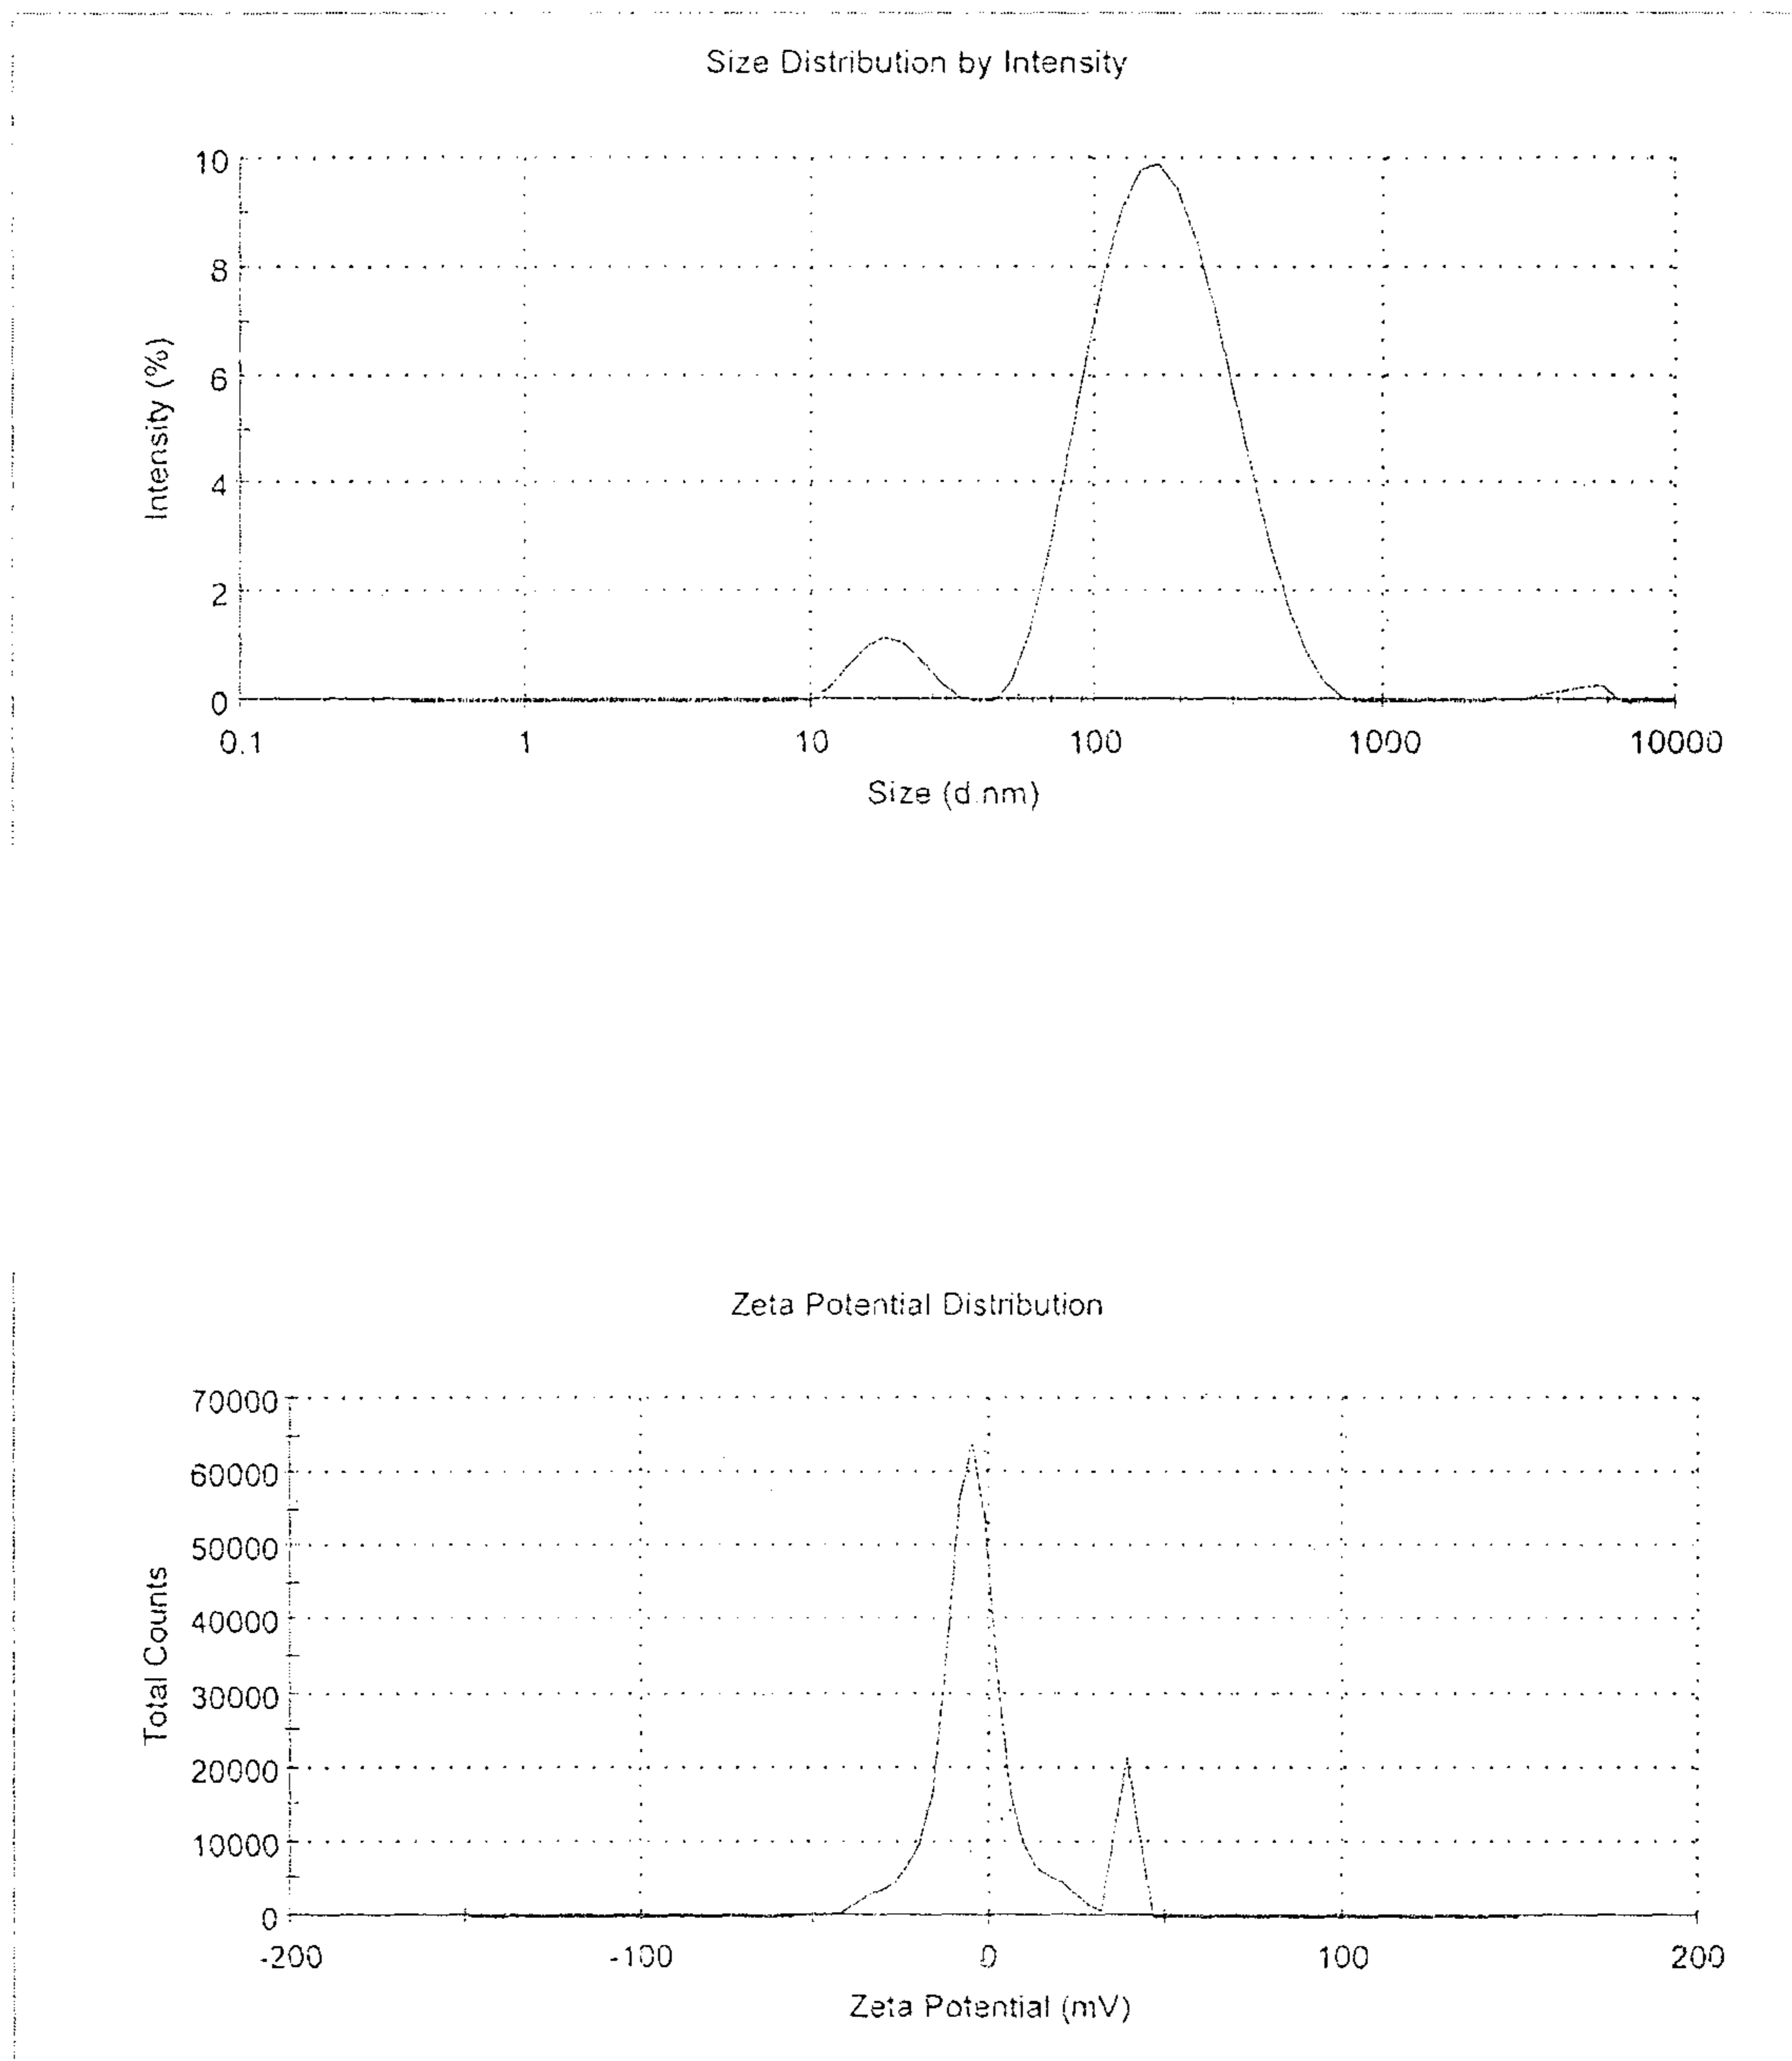 Size Distribution by Intensity
10
8
6
4
2
0
Intensity (%)
0.1 1 10 100 1000 10000
Size (d.nm)
Zeta Potential Distribution
70000
60000
50000
40000
30000
20000
10000
0
Total Counts
-200 -100 0 100 200
Zeta Potential (mV)